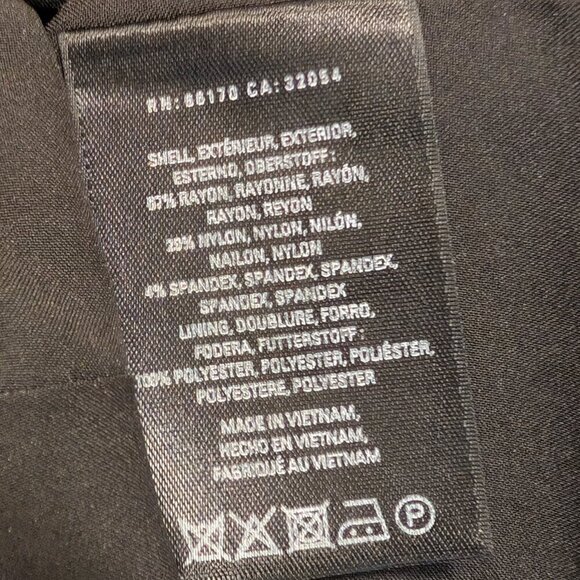 RN: 66170 CA: 32054
SHELL, EXTÉRIEUR, EXTERIOR,
ESTERNO, OBERSTOFF :
67% RAYON, RAYONNE, RAYÓN,
RAYON, REYON
29% NYLON, NYLON, NILÓN,
NAILON, NYLON
4% SPANDEX, SPANDEX, SPANDEX,
SPANDEX, SPANDEX
LINING, DOUBLURE, FORRO,
FODERA, FUTTERSTOFF :
100% POLYESTER, POLYESTER, POLIÉSTER,
POLYESTERE, POLYESTER
MADE IN VIETNAM,
HECHO EN VIETNAM,
FABRIQUÉ AU VIETNAM
P